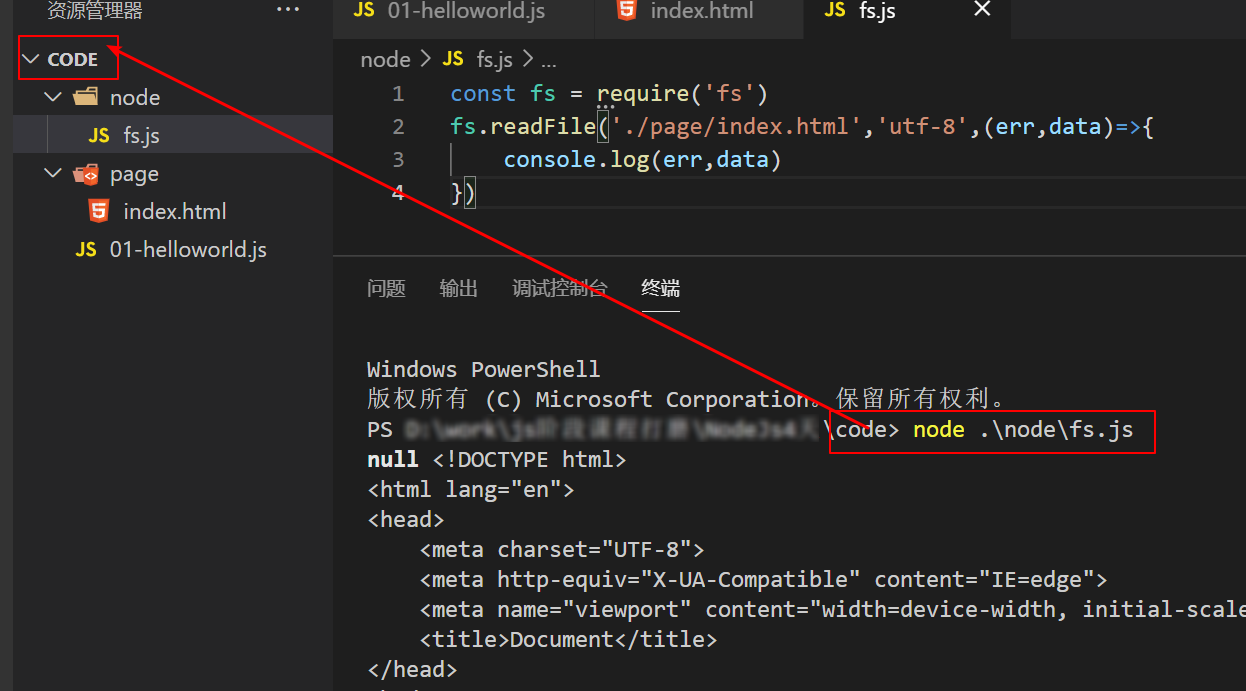 资源管理器 ···
JS 01-helloworld.js
index.html
JS fs.js ×
CODE
node
JS fs.js
page
index.html
JS 01-helloworld.js
node > JS fs.js > ...
1 const fs = require('fs')
2 fs.readFile('./page/index.html','utf-8',(err,data)=>{
3 console.log(err,data)
4 })
问题 输出 调试控制台 终端
Windows PowerShell
版权所有 (C) Microsoft Corporation。保留所有权利。
PS \code> node .\node\fs.js
null <!DOCTYPE html>
<html lang="en">
<head>
<meta charset="UTF-8">
<meta http-equiv="X-UA-Compatible" content="IE=edge">
<meta name="viewport" content="width=device-width, initial-scale
<title>Document</title>
</head>